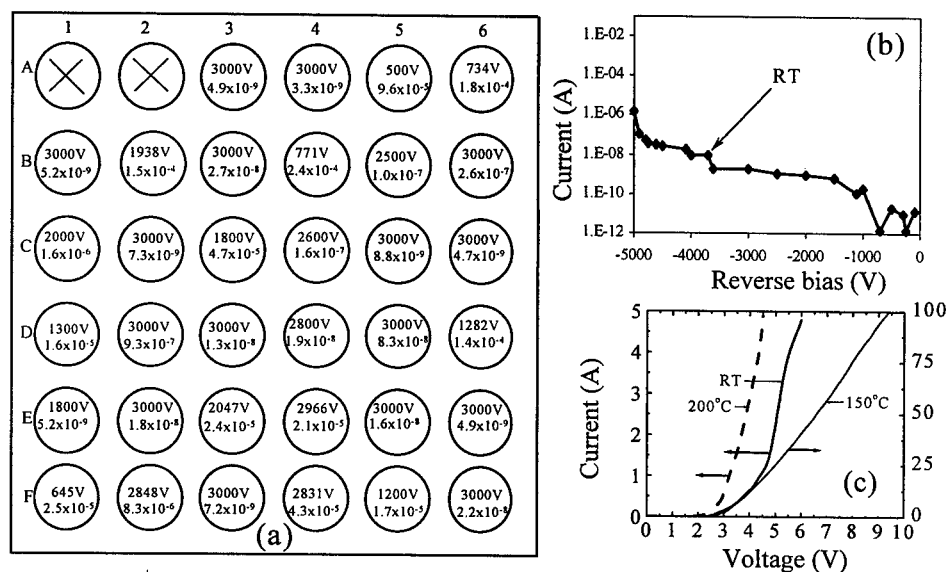 1 2 3 4 5 6
A
3000V 3000V 500V 734V
4.9x10-9 3.3x10-9 9.6x10-5 1.8x10-4
B
3000V 1938V 3000V 771V 2500V 3000V
5.2x10-9 1.5x10-4 2.7x10-8 2.4x10-4 1.0x10-7 2.6x10-7
C
2000V 3000V 1800V 2600V 3000V 3000V
1.6x10-6 7.3x10-9 4.7x10-5 1.6x10-7 8.8x10-9 4.7x10-9
D
1300V 3000V 3000V 2800V 3000V 1282V
1.6x10-5 9.3x10-7 1.3x10-8 1.9x10-8 8.3x10-8 1.4x10-4
E
1800V 3000V 2047V 2966V 3000V 3000V
5.2x10-9 1.8x10-8 2.4x10-5 2.1x10-5 1.6x10-8 4.9x10-9
F
645V 2848V 3000V 2831V 1200V 3000V
2.5x10-5 8.3x10-6 7.2x10-9 4.3x10-5 1.7x10-5 2.2x10-8
(a)
(b)
Current (A)
1.E-02
1.E-04
1.E-06
1.E-08
1.E-10
1.E-12
RT
-5000 -4000 -3000 -2000 -1000 0
Reverse bias (V)
Current (A)
5
4
3
2
1
0
100
75
50
25
0
RT
200°C
150°C
(c)
0 1 2 3 4 5 6 7 8 9 10
Voltage (V)